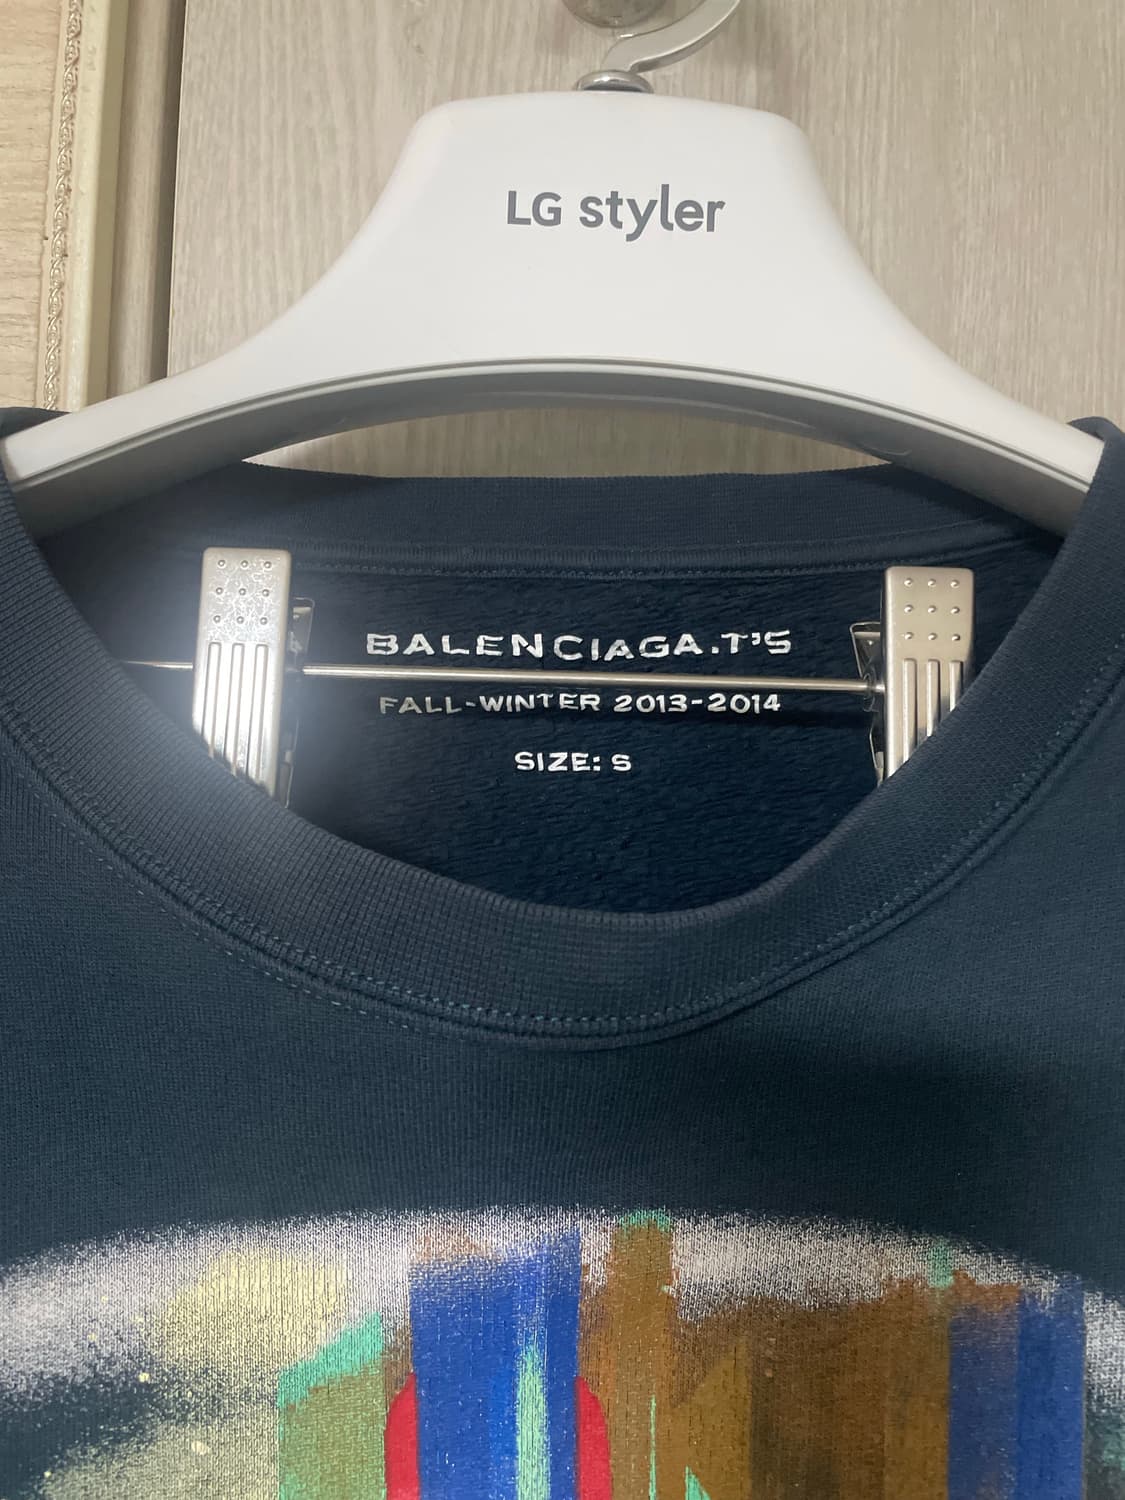 LG styler
BALENCIAGA.T'S
FALL-WINTER 2013-2014
SIZE: S